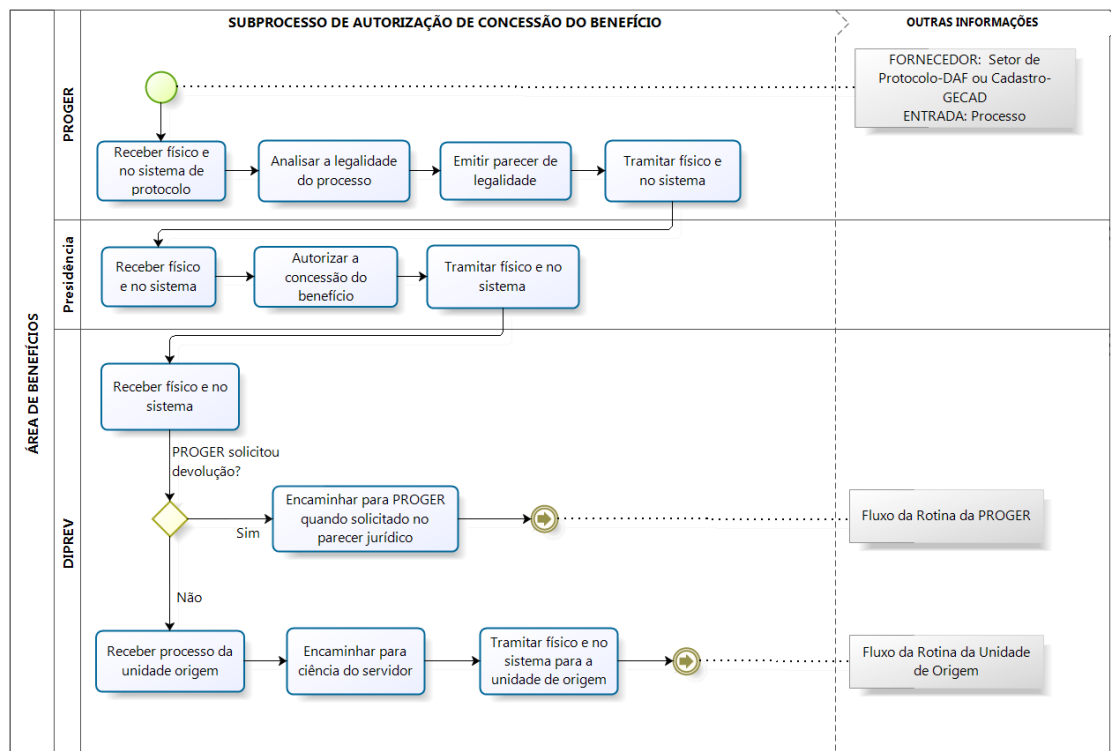 SUBPROCESSO DE AUTORIZAÇÃO DE CONCESSÃO DO BENEFÍCIO
OUTRAS INFORMAÇÕES
ÁREA DE BENEFÍCIOS
PROGER
FORNECEDOR: Setor de
Protocolo-DAF ou Cadastro-
GECAD
ENTRADA: Processo
Receber físico e
no sistema de
protocolo
Analisar a legalidade
do processo
Emitir parecer de
legalidade
Tramitar físico e
no sistema
Presidência
Receber físico
e no sistema
Autorizar a
concessão do
benefício
Tramitar físico e no
sistema
DIPREV
Receber físico e no
sistema
PROGER solicitou
devolução?
Sim
Encaminhar para PROGER
quando solicitado no
parecer jurídico
Fluxo da Rotina da PROGER
Não
Receber processo da
unidade origem
Encaminhar para
ciência do servidor
Tramitar físico e no
sistema para a
unidade de origem
Fluxo da Rotina da Unidade
de Origem